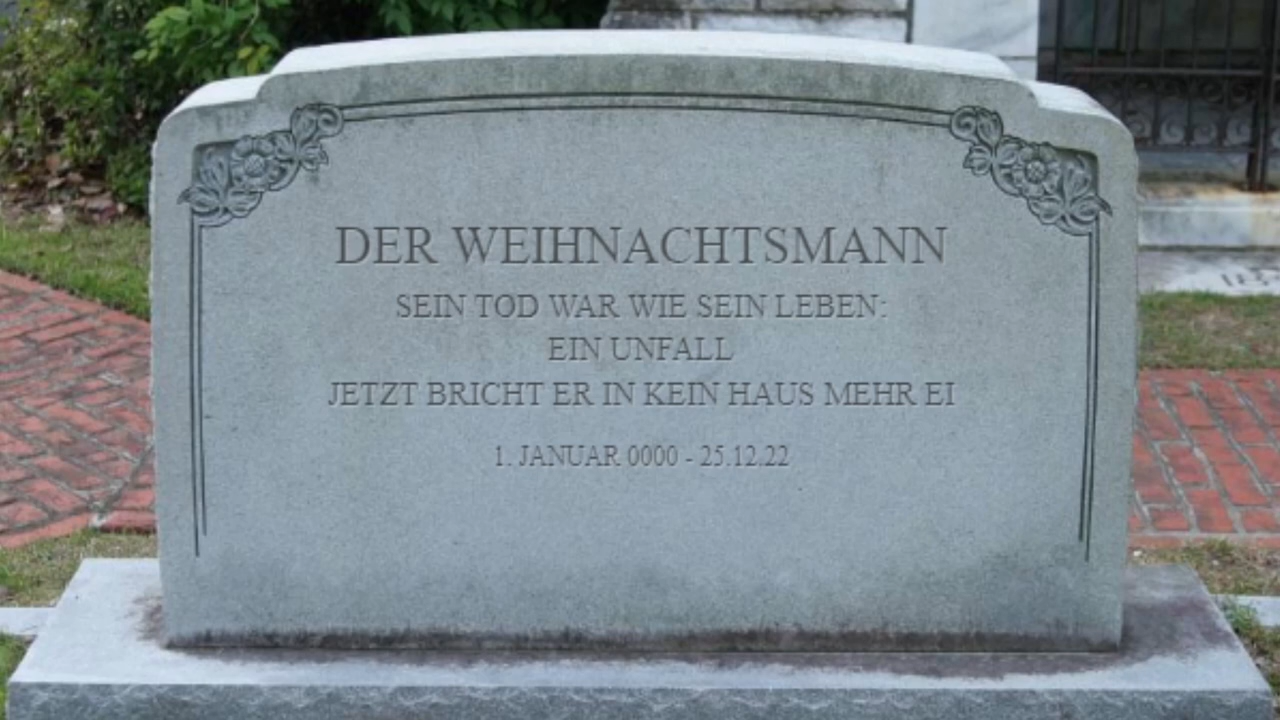 DER WEIHNACHTSMANN
SEIN TOD WAR WIE SEIN LEBEN:
EIN UNFALL
JETZT BRICHT ER IN KEIN HAUS MEHR EI
1. JANUAR 0000 - 25.12.22